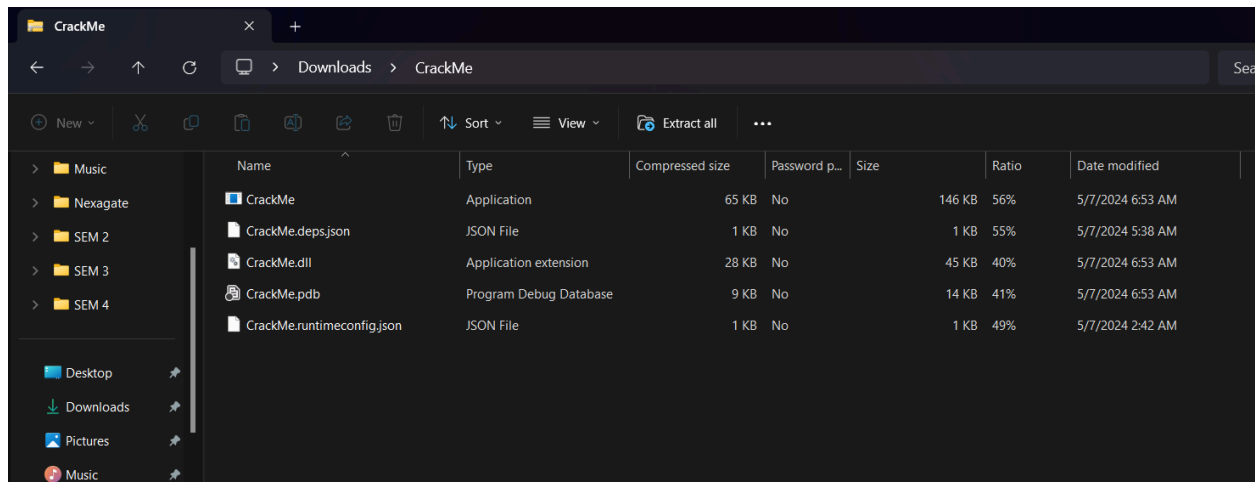 CrackMe
Downloads > CrackMe
Sea
New
Sort
View
Extract all
Name Type Compressed size Password p... Size Ratio Date modified
CrackMe Application 65 KB No 146 KB 56% 5/7/2024 6:53 AM
CrackMe.deps.json JSON File 1 KB No 1 KB 55% 5/7/2024 5:38 AM
CrackMe.dll Application extension 28 KB No 45 KB 40% 5/7/2024 6:53 AM
CrackMe.pdb Program Debug Database 9 KB No 14 KB 41% 5/7/2024 6:53 AM
CrackMe.runtimeconfig.json JSON File 1 KB No 1 KB 49% 5/7/2024 2:42 AM
Music
Nexagate
SEM 2
SEM 3
SEM 4
Desktop
Downloads
Pictures
Music